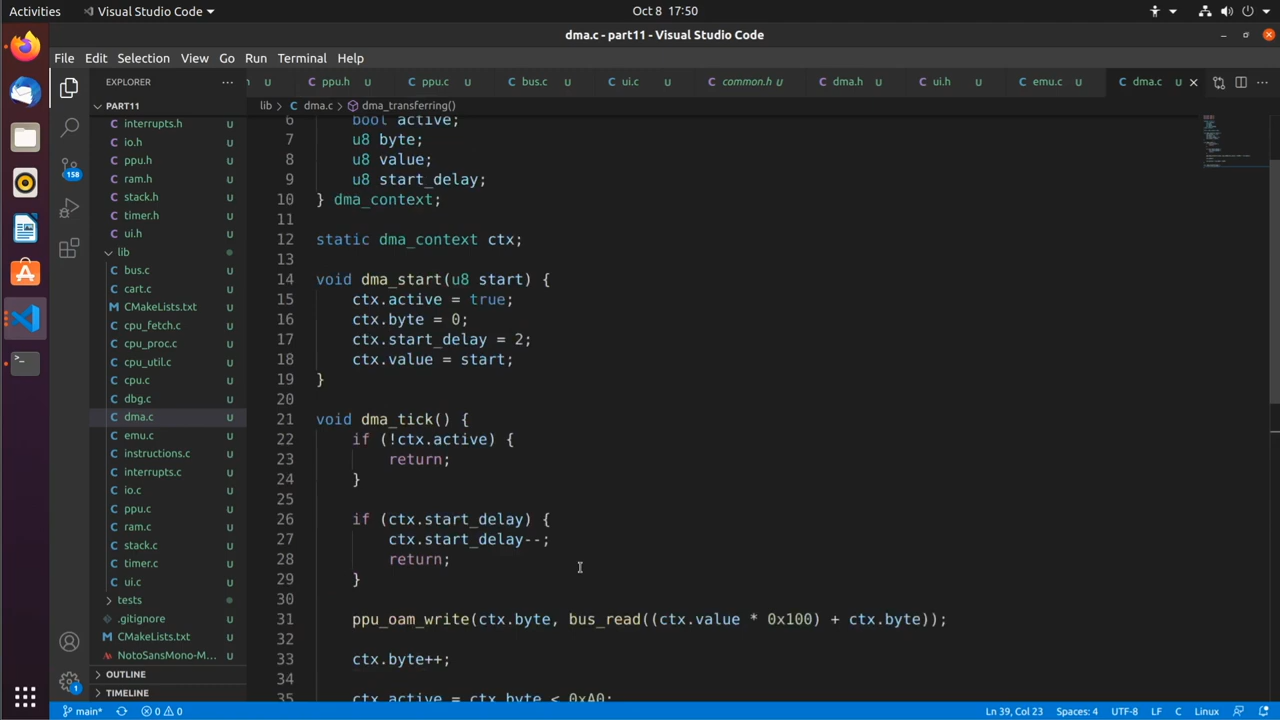 Activities
Visual Studio Code
Oct 8 17:50
dma.c - part11 - Visual Studio Code
File Edit Selection View Go Run Terminal Help
EXPLORER
h U ppu.h U ppu.c U bus.c U ui.c U common.h U dma.h U ui.h U emu.c U dma.c U
PART11
lib > dma.c > dma_transferring()
interrupts.h U
io.h U
ppu.h U
ram.h U
stack.h U
timer.h U
ui.h U
lib
bus.c U
cart.c U
CMakeLists.txt U
cpu_fetch.c U
cpu_proc.c U
cpu_util.c U
cpu.c U
dbg.c U
dma.c U
emu.c U
instructions.c U
interrupts.c U
io.c U
ppu.c U
ram.c U
stack.c U
timer.c U
ui.c U
tests
.gitignore U
CMakeLists.txt U
NotoSansMono-M... U
OUTLINE
TIMELINE
158
1
6 bool active;
7 u8 byte;
8 u8 value;
9 u8 start_delay;
10 } dma_context;
11
12 static dma_context ctx;
13
14 void dma_start(u8 start) {
15 ctx.active = true;
16 ctx.byte = 0;
17 ctx.start_delay = 2;
18 ctx.value = start;
19 }
20
21 void dma_tick() {
22 if (!ctx.active) {
23 return;
24 }
25
26 if (ctx.start_delay) {
27 ctx.start_delay--;
28 return;
29 }
30
31 ppu_oam_write(ctx.byte, bus_read((ctx.value * 0x100) + ctx.byte));
32
33 ctx.byte++;
34
35 ctx.active = ctx.byte < 0xA0;
main* 0 0 Ln 39, Col 23 Spaces: 4 UTF-8 LF C Linux